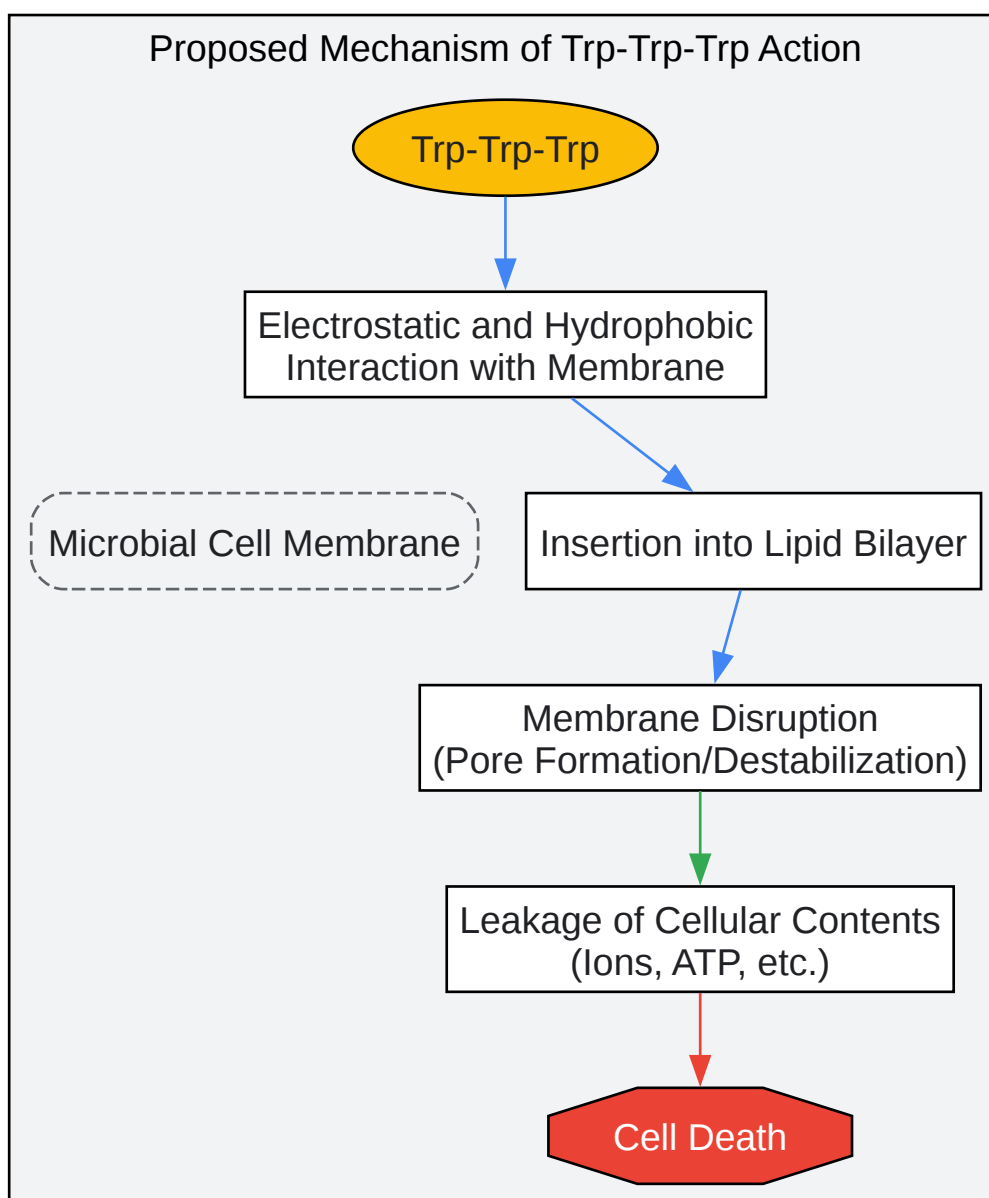 Proposed Mechanism of Trp-Trp-Trp Action
Trp-Trp-Trp
Electrostatic and Hydrophobic
Interaction with Membrane
Microbial Cell Membrane
Insertion into Lipid Bilayer
Membrane Disruption
(Pore Formation/Destabilization)
Leakage of Cellular Contents
(Ions, ATP, etc.)
Cell Death